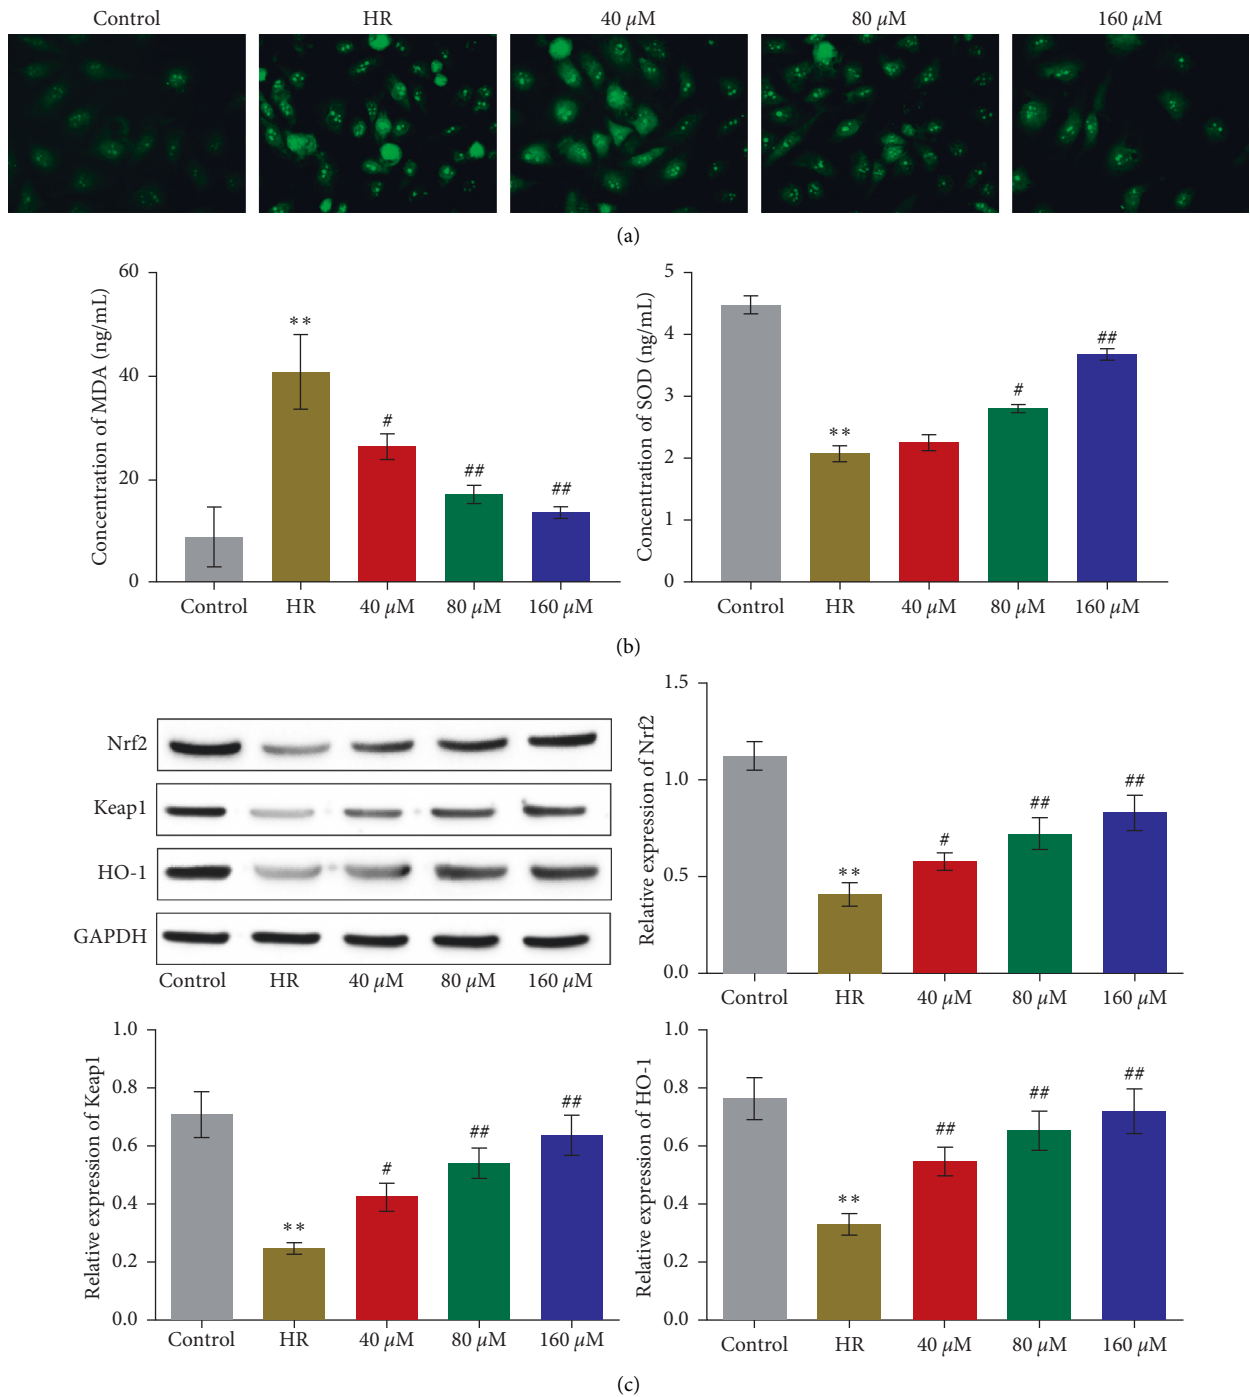 Control HR 40 μM 80 μM 160 μM
(a)
Concentration of MDA (ng/mL)
60
40
20
0
**
#
##
##
Control HR 40 μM 80 μM 160 μM
Concentration of SOD (ng/mL)
5
4
3
2
1
0
**
#
##
Control HR 40 μM 80 μM 160 μM
(b)
Nrf2
Keap1
HO-1
GAPDH
Control HR 40 μM 80 μM 160 μM
Relative expression of Nrf2
1.5
1.0
0.5
0.0
**
#
##
##
Control HR 40 μM 80 μM 160 μM
Relative expression of Keap1
1.0
0.8
0.6
0.4
0.2
0.0
**
#
##
##
Control HR 40 μM 80 μM 160 μM
Relative expression of HO-1
1.0
0.8
0.6
0.4
0.2
0.0
**
##
##
##
Control HR 40 μM 80 μM 160 μM
(c)